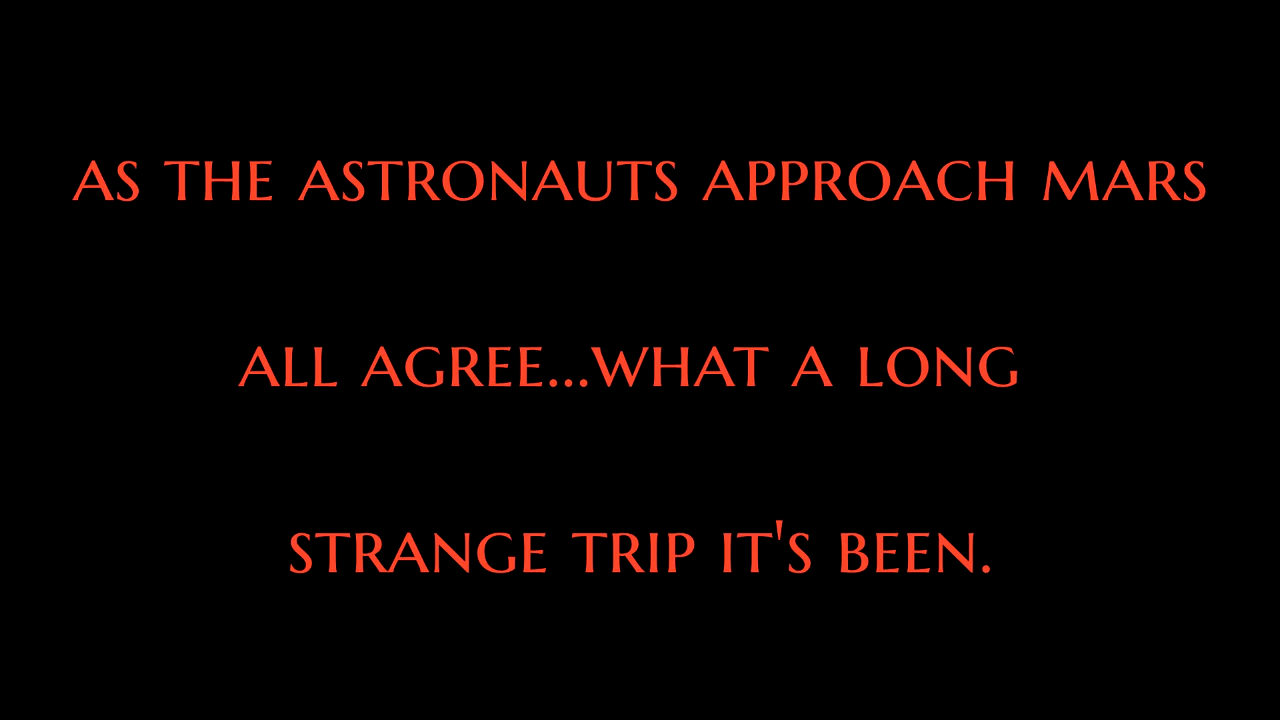 AS THE ASTRONAUTS APPROACH MARS
ALL AGREE...WHAT A LONG
STRANGE TRIP IT'S BEEN.